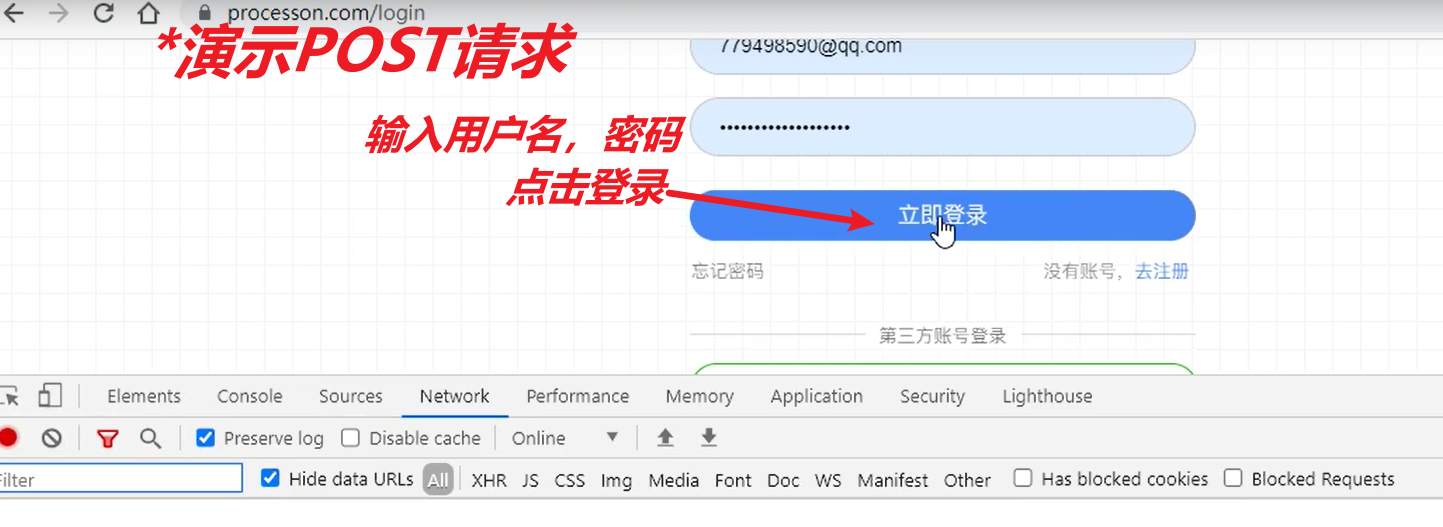 processon.com/login
*演示POST请求
779498590@qq.com
输入用户名，密码
点击登录
立即登录
忘记密码 没有账号，去注册
第三方账号登录
Elements Console Sources Network Performance Memory Application Security Lighthouse
Preserve log Disable cache Online
Filter Hide data URLs All XHR JS CSS Img Media Font Doc WS Manifest Other Has blocked cookies Blocked Requests